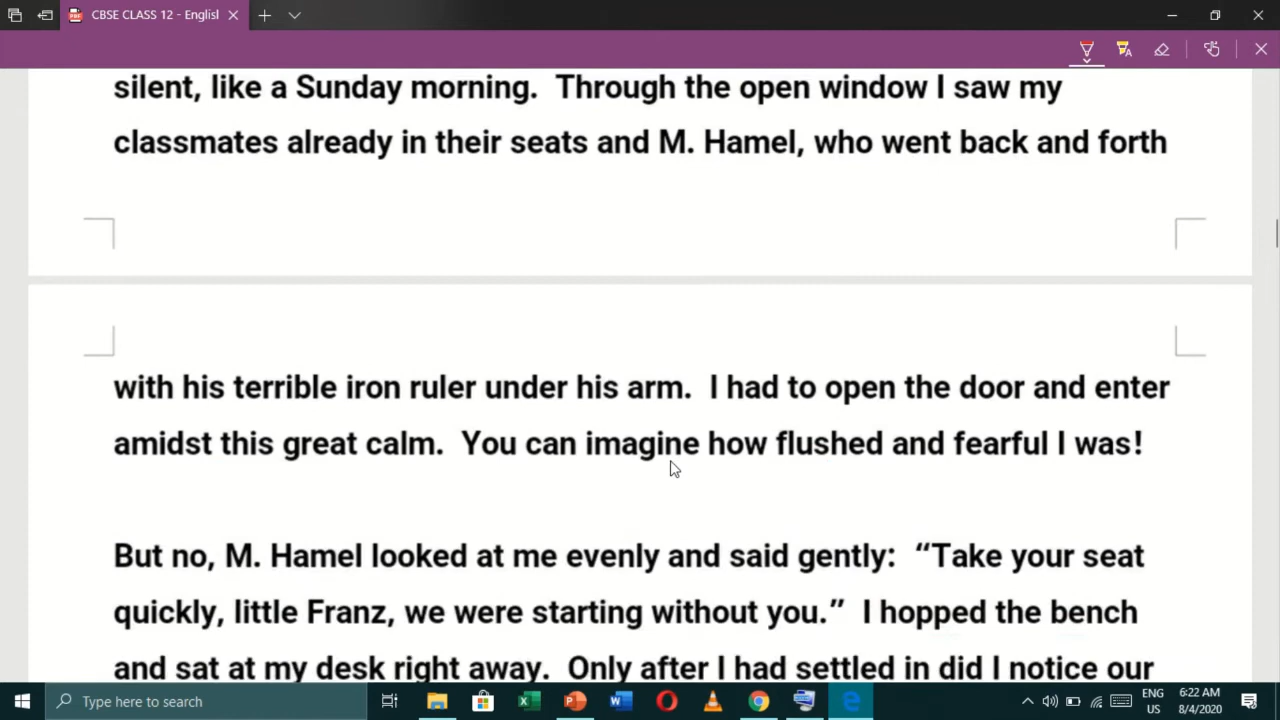 CBSE CLASS 12 - Englisl
silent, like a Sunday morning. Through the open window I saw my
classmates already in their seats and M. Hamel, who went back and forth
with his terrible iron ruler under his arm. I had to open the door and enter
amidst this great calm. You can imagine how flushed and fearful I was!
But no, M. Hamel looked at me evenly and said gently: “Take your seat
quickly, little Franz, we were starting without you.” I hopped the bench
and sat at my desk right away. Only after I had settled in did I notice our
Type here to search
ENG
US
6:22 AM
8/4/2020